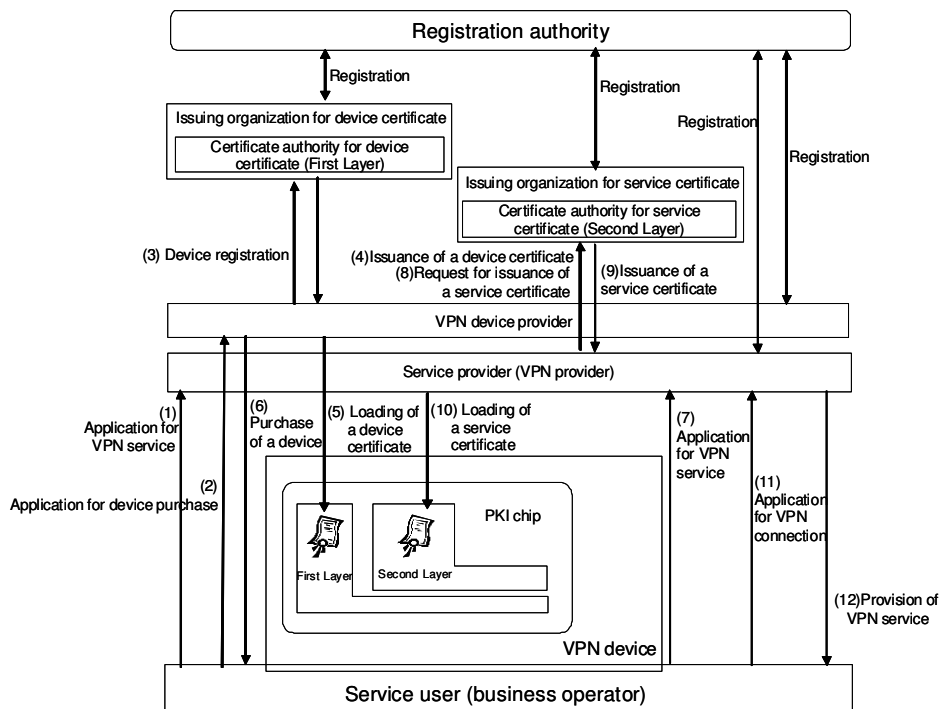 Registration authority
Registration
Registration
Registration
Registration
Issuing organization for device certificate
Certificate authority for device
certificate (First Layer)
Issuing organization for service certificate
Certificate authority for service
certificate (Second Layer)
(3) Device registration
(4)Issuance of a device certificate
(8)Request for issuance of
a service certificate
(9)Issuance of a
service certificate
VPN device provider
Service provider (VPN provider)
(1)
Application for
VPN service
(2)
Application for device purchase
(6)
Purchase
of a device
(5) Loading of
a device
certificate
(10) Loading of
a service
certificate
(7)
Application
for VPN
service
(11)
Application
for VPN
connection
(12)Provision of
VPN service
PKI chip
First Layer
Second Layer
VPN device
Service user (business operator)